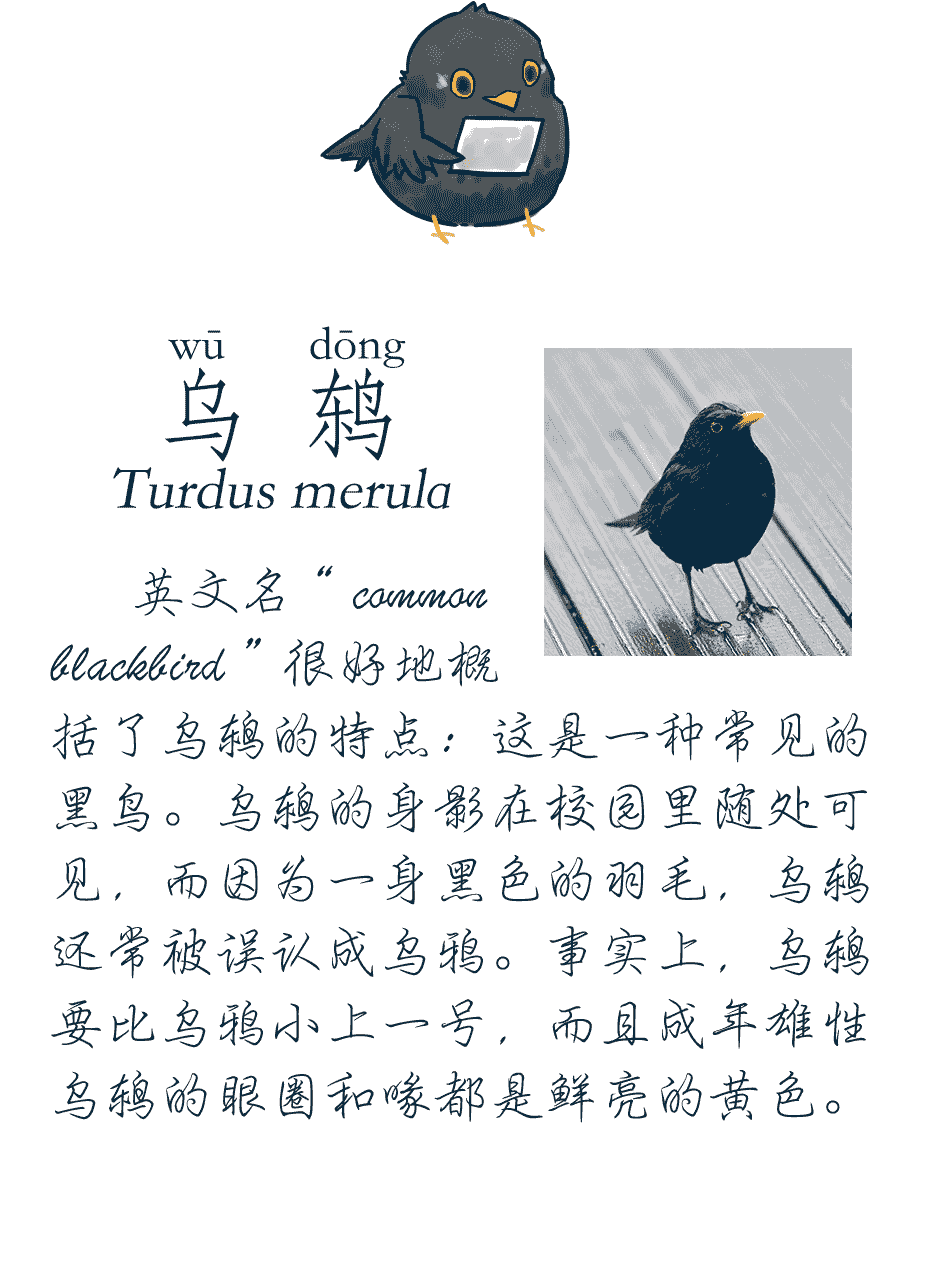 wū dōng
乌鸫
Turdus merula
英文名“common
blackbird”很好地概
括了乌鸫的特点：这是一种常见的
黑鸟。乌鸫的身影在校园里随处可
见，而因为一身黑色的羽毛，乌鸫
还常被误认成乌鸦。事实上，乌鸫
要比乌鸦小上一号，而且成年雄性
乌鸫的眼圈和喙都是鲜亮的黄色。